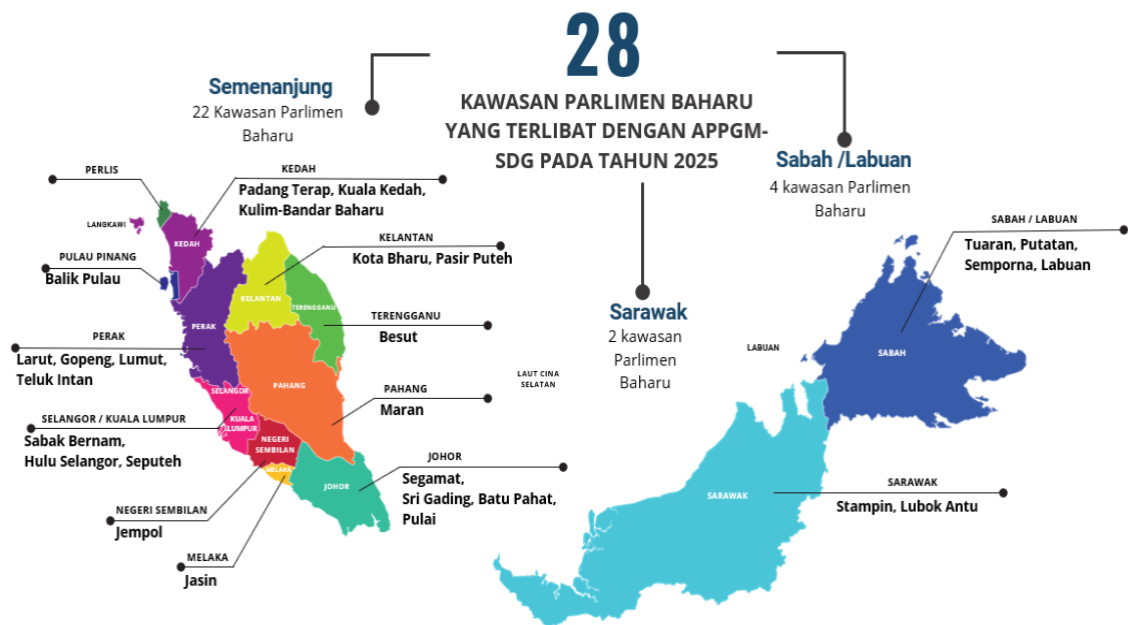 28
KAWASAN PARLIMEN BAHARU
YANG TERLIBAT DENGAN APPGM-
SDG PADA TAHUN 2025
Semenanjung
22 Kawasan Parlimen
Baharu
Sabah /Labuan
4 kawasan Parlimen
Baharu
Sarawak
2 kawasan
Parlimen
Baharu
PERLIS
KEDAH
Padang Terap, Kuala Kedah,
Kulim-Bandar Baharu
LANGKAWI
KEDAH
PULAU PINANG
Balik Pulau
KELANTAN
Kota Bharu, Pasir Puteh
KELANTAN
TERENGGANU
TERENGGANU
Besut
PERAK
PERAK
Larut, Gopeng, Lumut,
Teluk Intan
PAHANG
PAHANG
Maran
LAUT CINA
SELATAN
SELANGOR
KUALA
LUMPUR
SELANGOR / KUALA LUMPUR
Sabak Bernam,
Hulu Selangor, Seputeh
NEGERI
SEMBILAN
MELAKA
JOHOR
JOHOR
Segamat,
Sri Gading, Batu Pahat,
Pulai
NEGERI SEMBILAN
Jempol
MELAKA
Jasin
SABAH / LABUAN
Tuaran, Putatan,
Semporna, Labuan
LABUAN
SABAH
SARAWAK
SARAWAK
Stampin, Lubok Antu